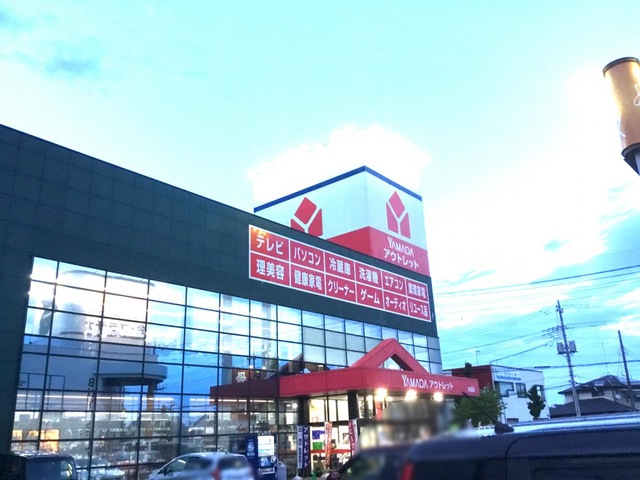 YAMADA
アウトレット
テレビ パソコン 冷蔵庫 洗濯機 エアコン 調理家電
理美容 健康家電 クリーナー ゲーム オーディオ リユース品
YAMADA アウトレット